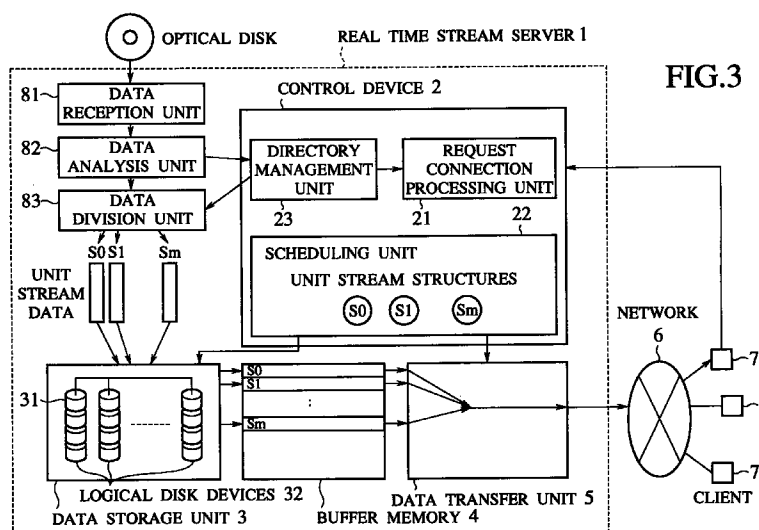 OPTICAL DISK
REAL TIME STREAM SERVER 1
FIG.3
81
DATA
RECEPTION UNIT
CONTROL DEVICE 2
82
DATA
ANALYSIS UNIT
DIRECTORY
MANAGEMENT
UNIT
REQUEST
CONNECTION
PROCESSING UNIT
83
DATA
DIVISION UNIT
23
21
22
S0 S1 Sm
UNIT
STREAM
DATA
SCHEDULING UNIT
UNIT STREAM STRUCTURES
S0 S1 Sm
NETWORK
6
7
31
S0
S1
:
Sm
7
CLIENT
LOGICAL DISK DEVICES 32
DATA STORAGE UNIT 3
BUFFER MEMORY 4
DATA TRANSFER UNIT 5